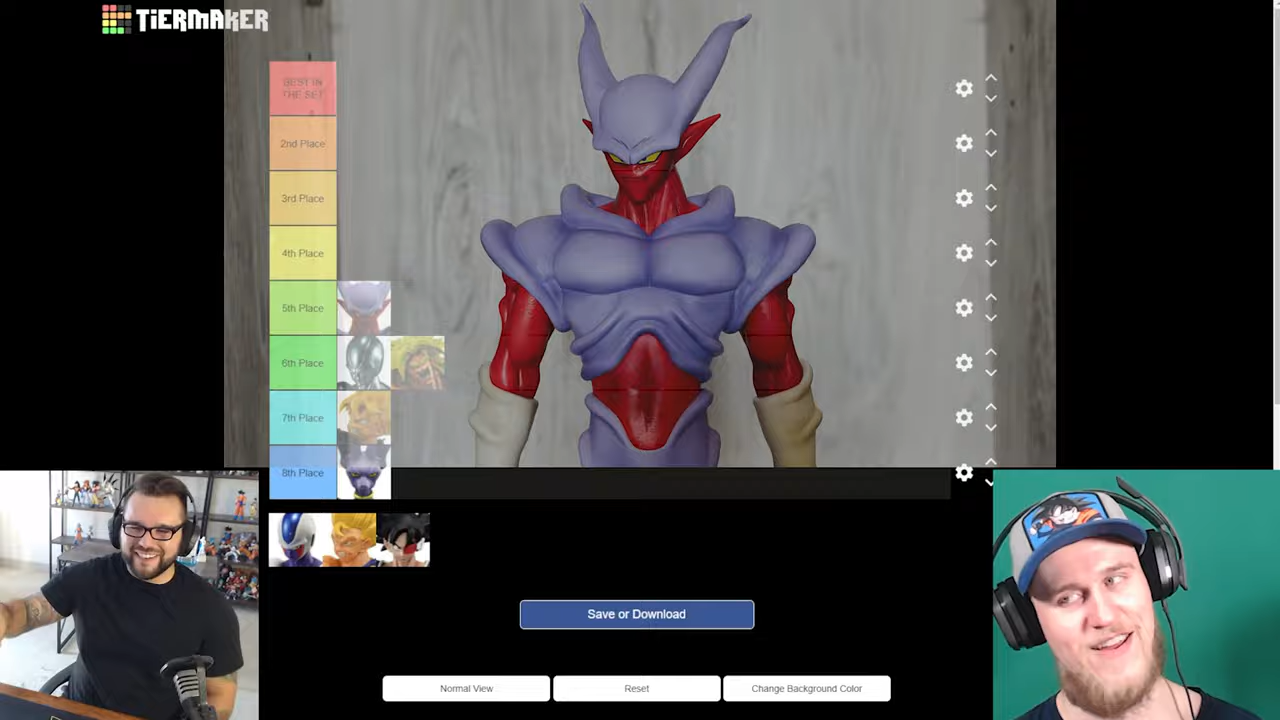 TiERMAKER
BEST IN
THE SET
2nd Place
3rd Place
4th Place
5th Place
6th Place
7th Place
8th Place
Save or Download
Normal View
Reset
Change Background Color